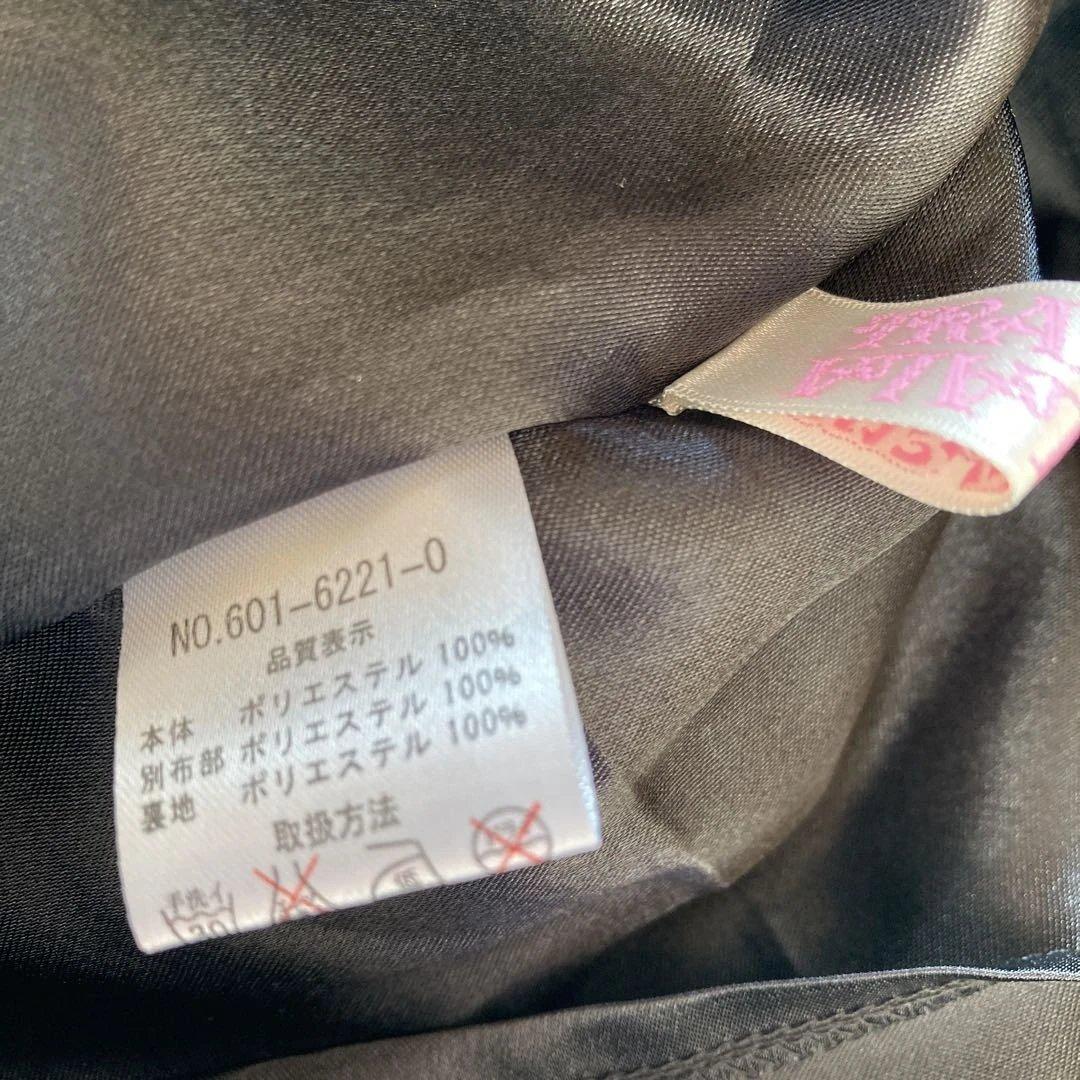 NO.601-6221-0
品質表示
本体 ポリエステル 100%
別布部 ポリエステル 100%
裏地 ポリエステル 100%
取扱方法
手洗イ
30
低